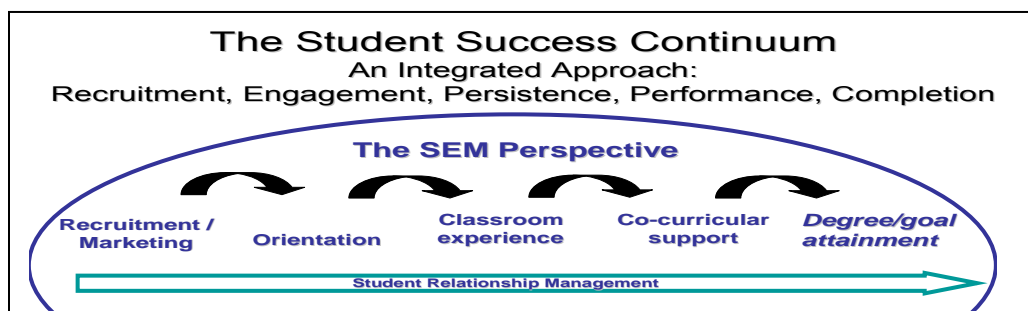 The Student Success Continuum
An Integrated Approach:
Recruitment, Engagement, Persistence, Performance, Completion
The SEM Perspective
Recruitment /
Marketing
Orientation
Classroom
experience
Co-curricular
support
Degree/goal
attainment
Student Relationship Management